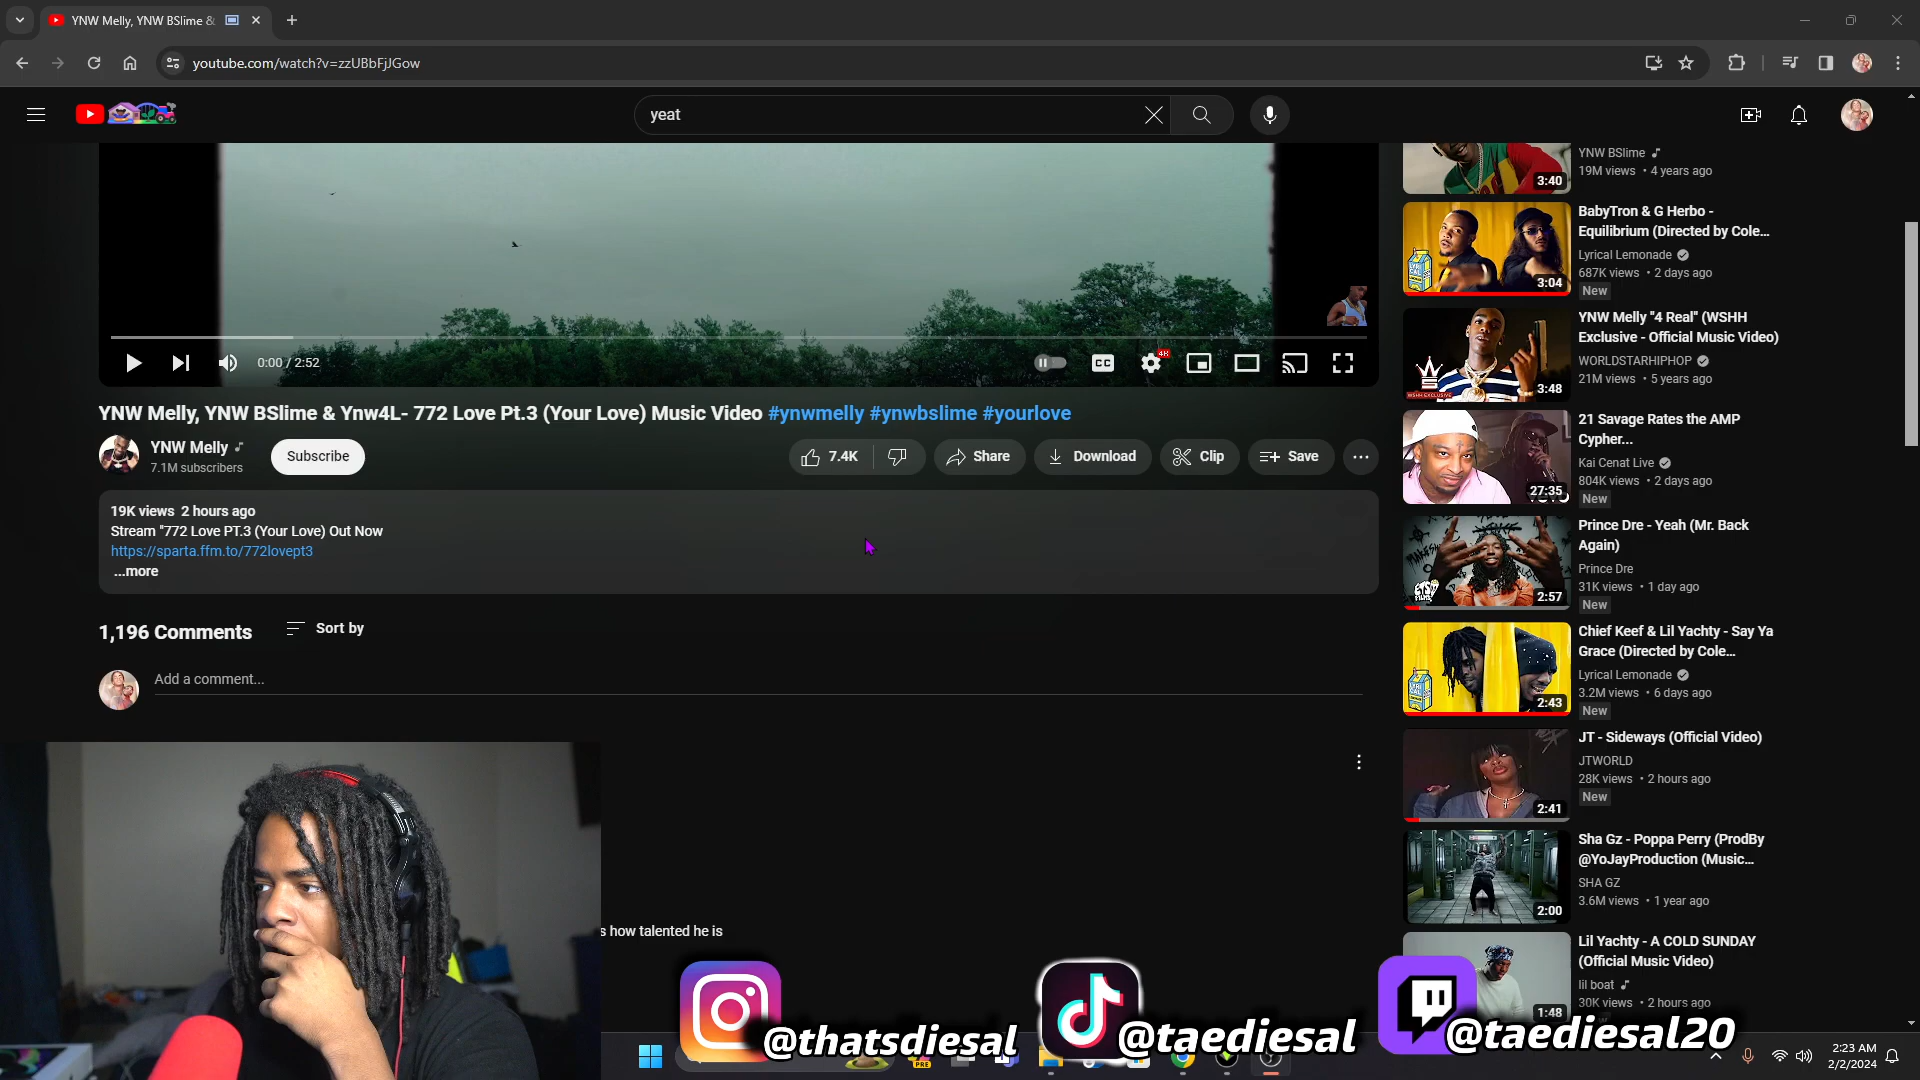 YNW Melly, YNW BSlime &
youtube.com/watch?v=zzUBbFjJGow
yeat
0:00 / 2:52
CC
4K
YNW Melly, YNW BSlime & Ynw4L- 772 Love Pt.3 (Your Love) Music Video #ynwmelly #ynwbslime #yourlove
YNW Melly
7.1M subscribers
Subscribe
7.4K
Share
Download
Clip
Save
19K views 2 hours ago
Stream "772 Love PT.3 (Your Love) Out Now
https://sparta.ffm.to/772lovept3
...more
1,196 Comments
Sort by
Add a comment...
s how talented he is
YNW BSlime
19M views • 4 years ago
3:40
BabyTron & G Herbo -
Equilibrium (Directed by Cole...
Lyrical Lemonade
687K views • 2 days ago
New
3:04
YNW Melly "4 Real" (WSHH
Exclusive - Official Music Video)
WORLDSTARHIPHOP
21M views • 5 years ago
WSHH EXCLUSIVE
3:48
21 Savage Rates the AMP
Cypher...
Kai Cenat Live
804K views • 2 days ago
New
27:35
Prince Dre - Yeah (Mr. Back
Again)
Prince Dre
31K views • 1 day ago
New
2:57
Chief Keef & Lil Yachty - Say Ya
Grace (Directed by Cole...
Lyrical Lemonade
3.2M views • 6 days ago
New
2:43
JT - Sideways (Official Video)
JTWORLD
28K views • 2 hours ago
New
2:41
Sha Gz - Poppa Perry (ProdBy
@YoJayProduction (Music...
SHA GZ
3.6M views • 1 year ago
2:00
Lil Yachty - A COLD SUNDAY
(Official Music Video)
lil boat
30K views • 2 hours ago
1:48
@thatsdiesal
@taediesal
@taediesal20
PRE
2:23 AM
2/2/2024